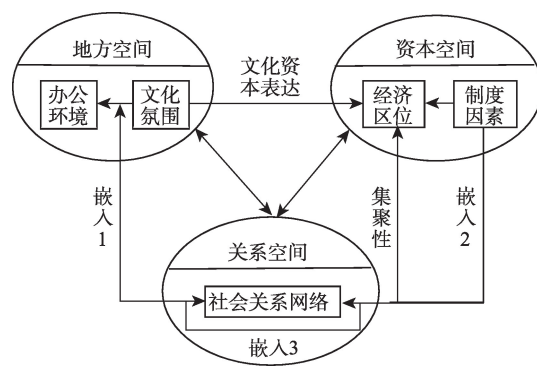 地方空间
资本空间
文化资
本表达
办公
环境
文化
氛围
经济
区位
制度
因素
嵌入1
集聚性
嵌入2
关系空间
社会关系网络
嵌入3